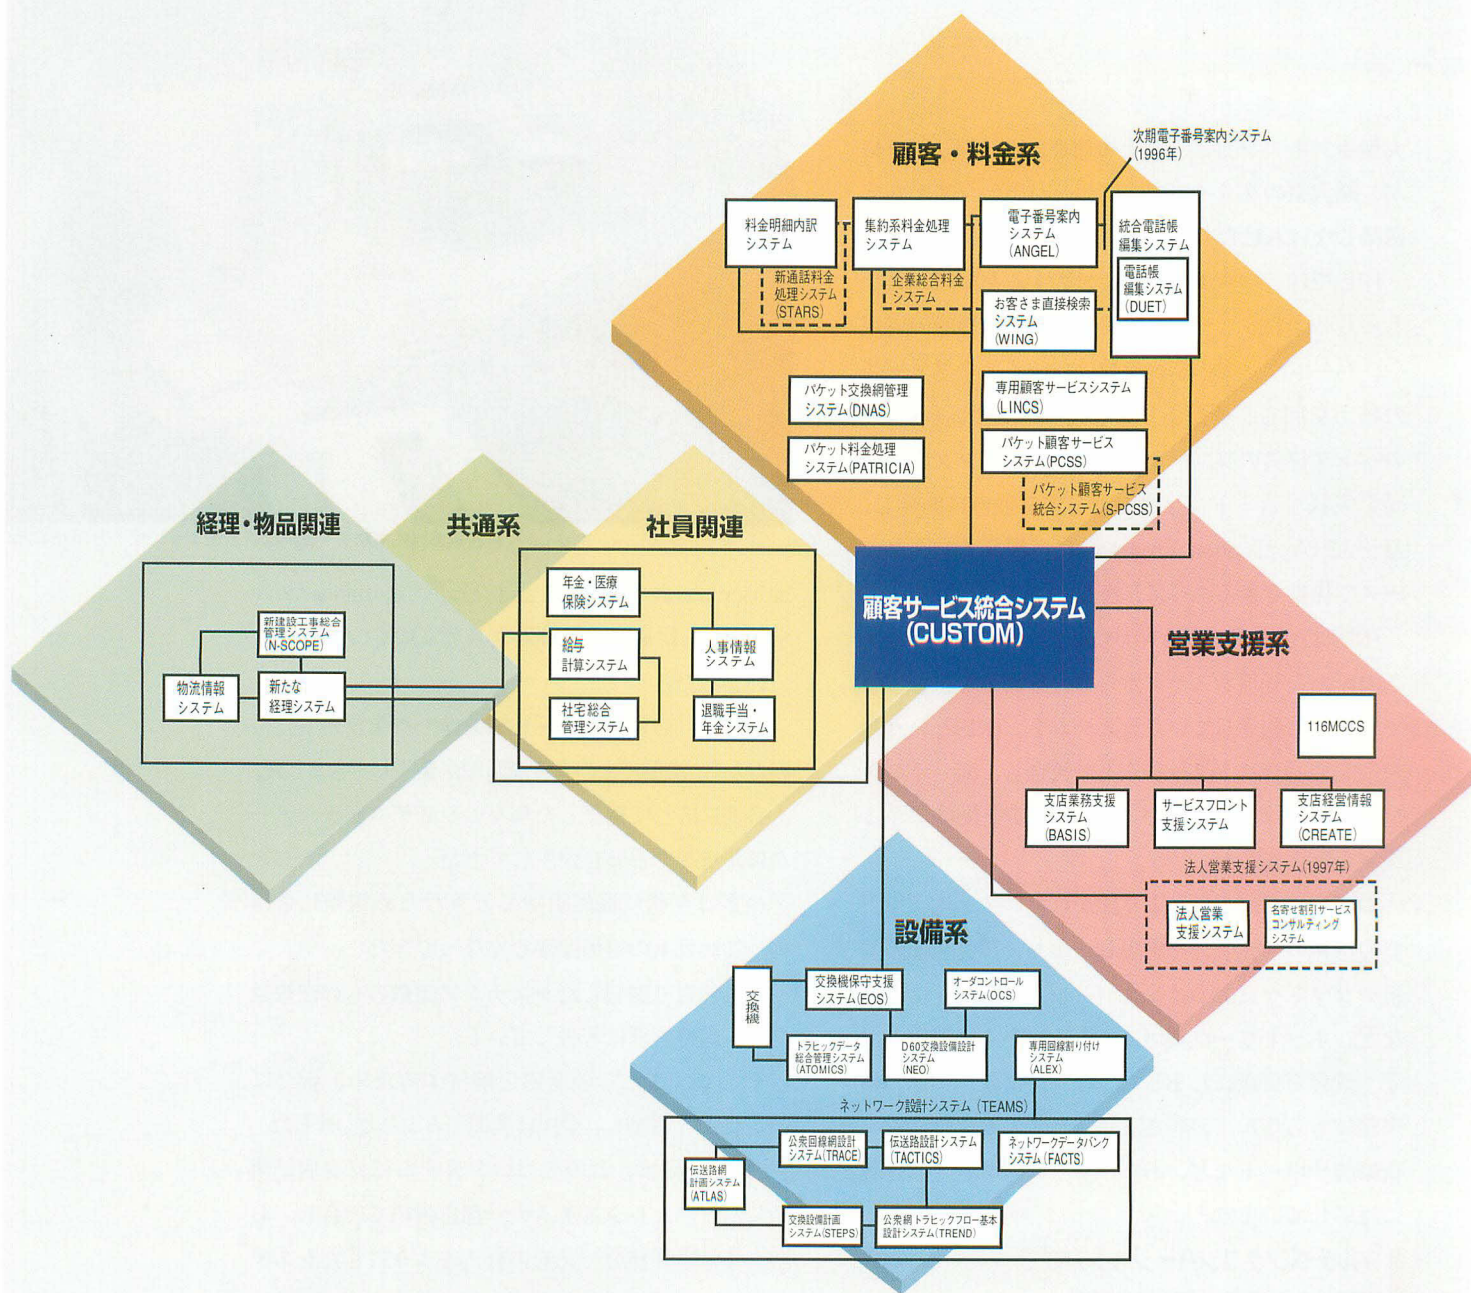 顧客・料金系
次期電子番号案内システム
(1996年)
料金明細内訳
システム
集約系料金処理
システム
電子番号案内
システム
(ANGEL)
統合電話帳
編集システム
電話帳
編集システム
(DUET)
新通話料金
処理システム
(STARS)
企業総合料金
システム
お客さま直接検索
システム
(WING)
パケット交換網管理
システム(DNAS)
専用顧客サービスシステム
(LINCS)
パケット料金処理
システム(PATRICIA)
パケット顧客サービス
システム(PCSS)
パケット顧客サービス
統合システム(S-PCSS)
経理・物品関連
共通系
社員関連
新建設工事総合
管理システム
(N-SCOPE)
物流情報
システム
新たな
経理システム
年金・医療
保険システム
給与
計算システム
人事情報
システム
社宅総合
管理システム
退職手当・
年金システム
顧客サービス統合システム
(CUSTOM)
営業支援系
116MCCS
支店業務支援
システム
(BASIS)
サービスフロント
支援システム
支店経営情報
システム
(CREATE)
法人営業支援システム(1997年)
法人営業
支援システム
名寄せ割引サービス
コンサルティング
システム
設備系
交換機
交換機保守支援
システム(EOS)
オーダコントロール
システム(OCS)
トラヒックデータ
総合管理システム
(ATOMICS)
D60交換設備設計
システム
(NEO)
専用回線割り付け
システム
(ALEX)
ネットワーク設計システム (TEAMS)
公衆回線網設計
システム(TRACE)
伝送路設計システム
(TACTICS)
ネットワークデータバンク
システム(FACTS)
伝送路網
計画システム
(ATLAS)
交換設備計画
システム(STEPS)
公衆網トラヒックフロー基本
設計システム(TREND)